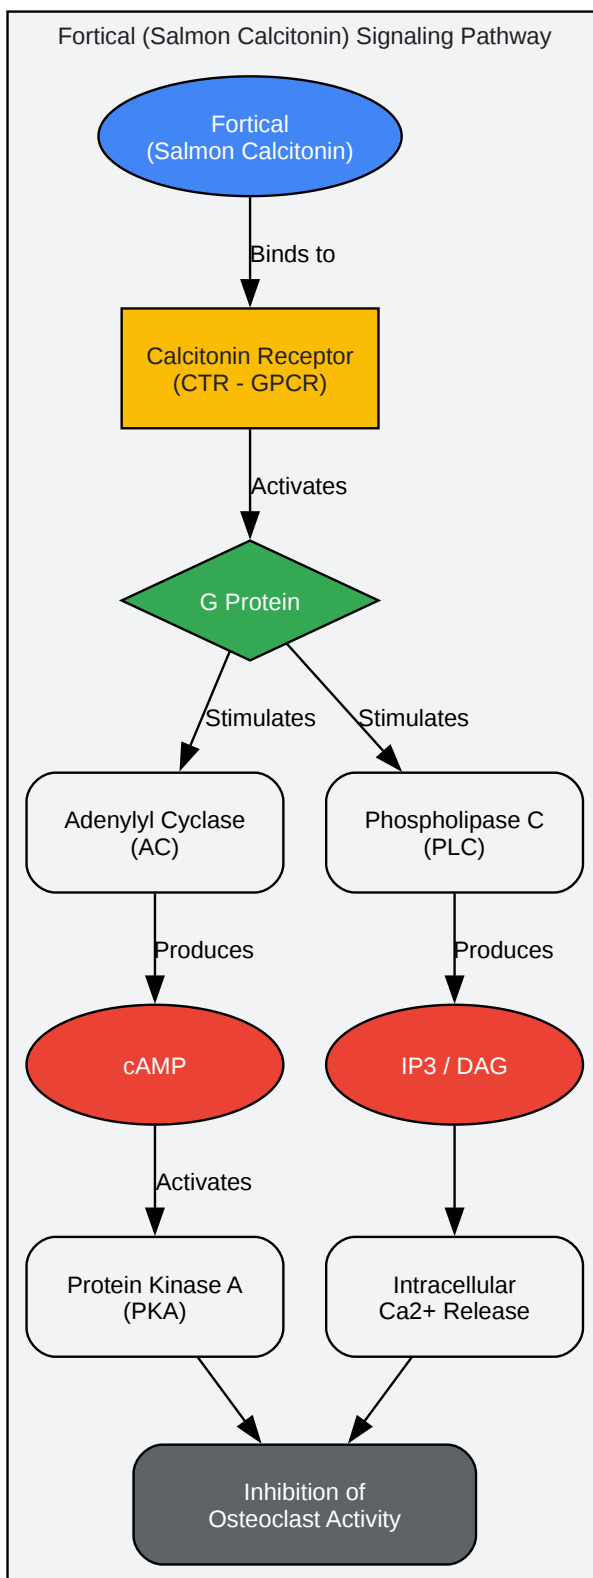 Fortical (Salmon Calcitonin) Signaling Pathway
Fortical
(Salmon Calcitonin)
Binds to
Calcitonin Receptor
(CTR - GPCR)
Activates
G Protein
Stimulates
Stimulates
Adenylyl Cyclase
(AC)
Phospholipase C
(PLC)
Produces
Produces
cAMP
IP3 / DAG
Activates
Protein Kinase A
(PKA)
Intracellular
Ca2+ Release
Inhibition of
Osteoclast Activity